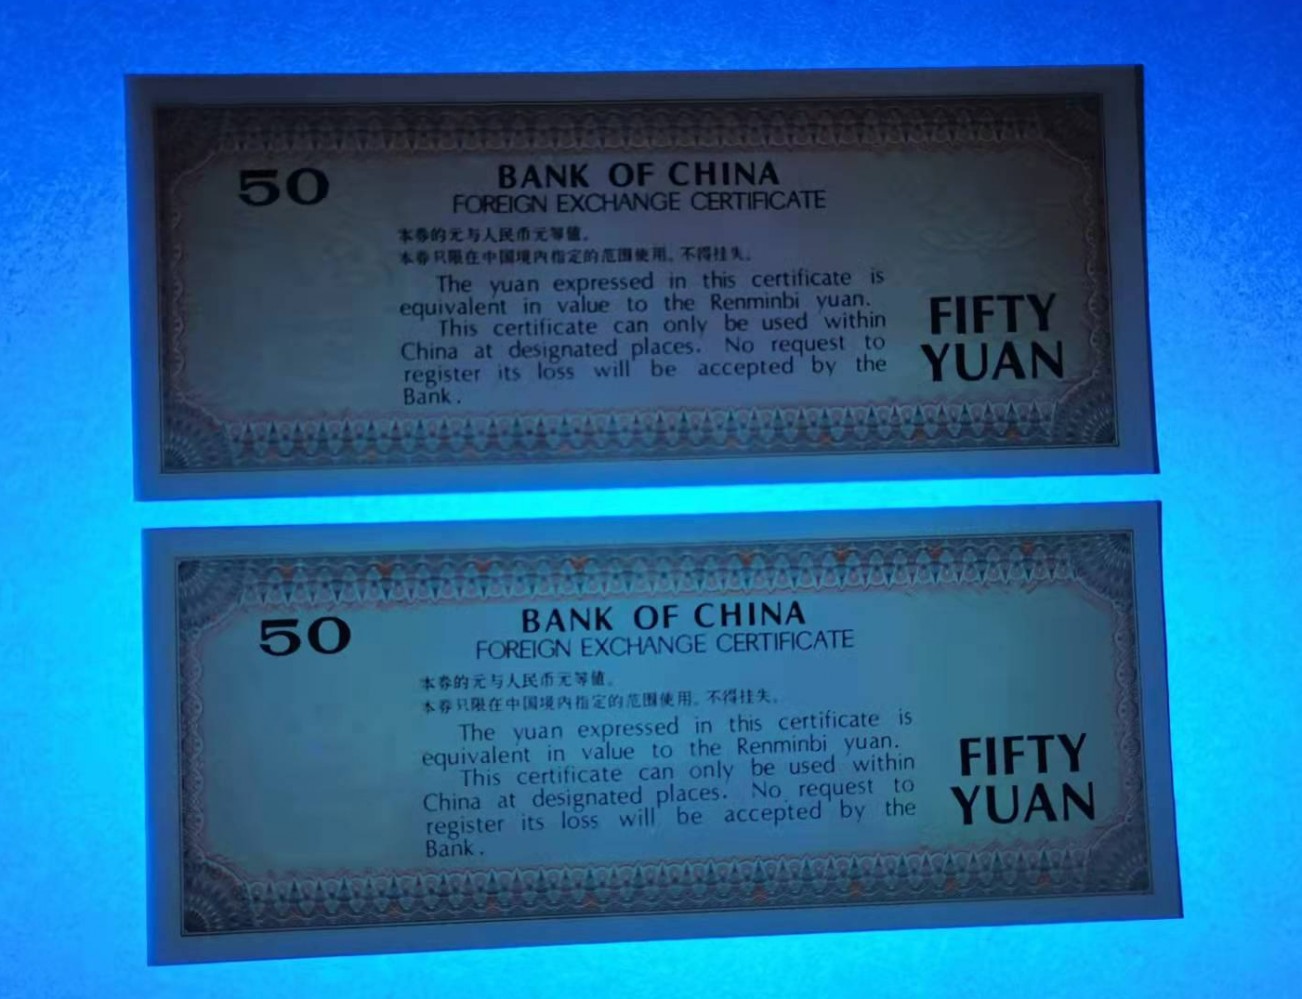 50
BANK OF CHINA
FOREIGN EXCHANGE CERTIFICATE
本券的元与人民币元等值。
本券只限在中国境内指定的范围使用，不得挂失。
The yuan expressed in this certificate is
equivalent in value to the Renminbi yuan.
This certificate can only be used within
China at designated places. No request to
register its loss will be accepted by the
Bank.
FIFTY
YUAN
50
BANK OF CHINA
FOREIGN EXCHANGE CERTIFICATE
本券的元与人民币元等值。
本券只限在中国境内指定的范围使用，不得挂失。
The yuan expressed in this certificate is
equivalent in value to the Renminbi yuan.
This certificate can only be used within
China at designated places. No request to
register its loss will be accepted by the
Bank.
FIFTY
YUAN